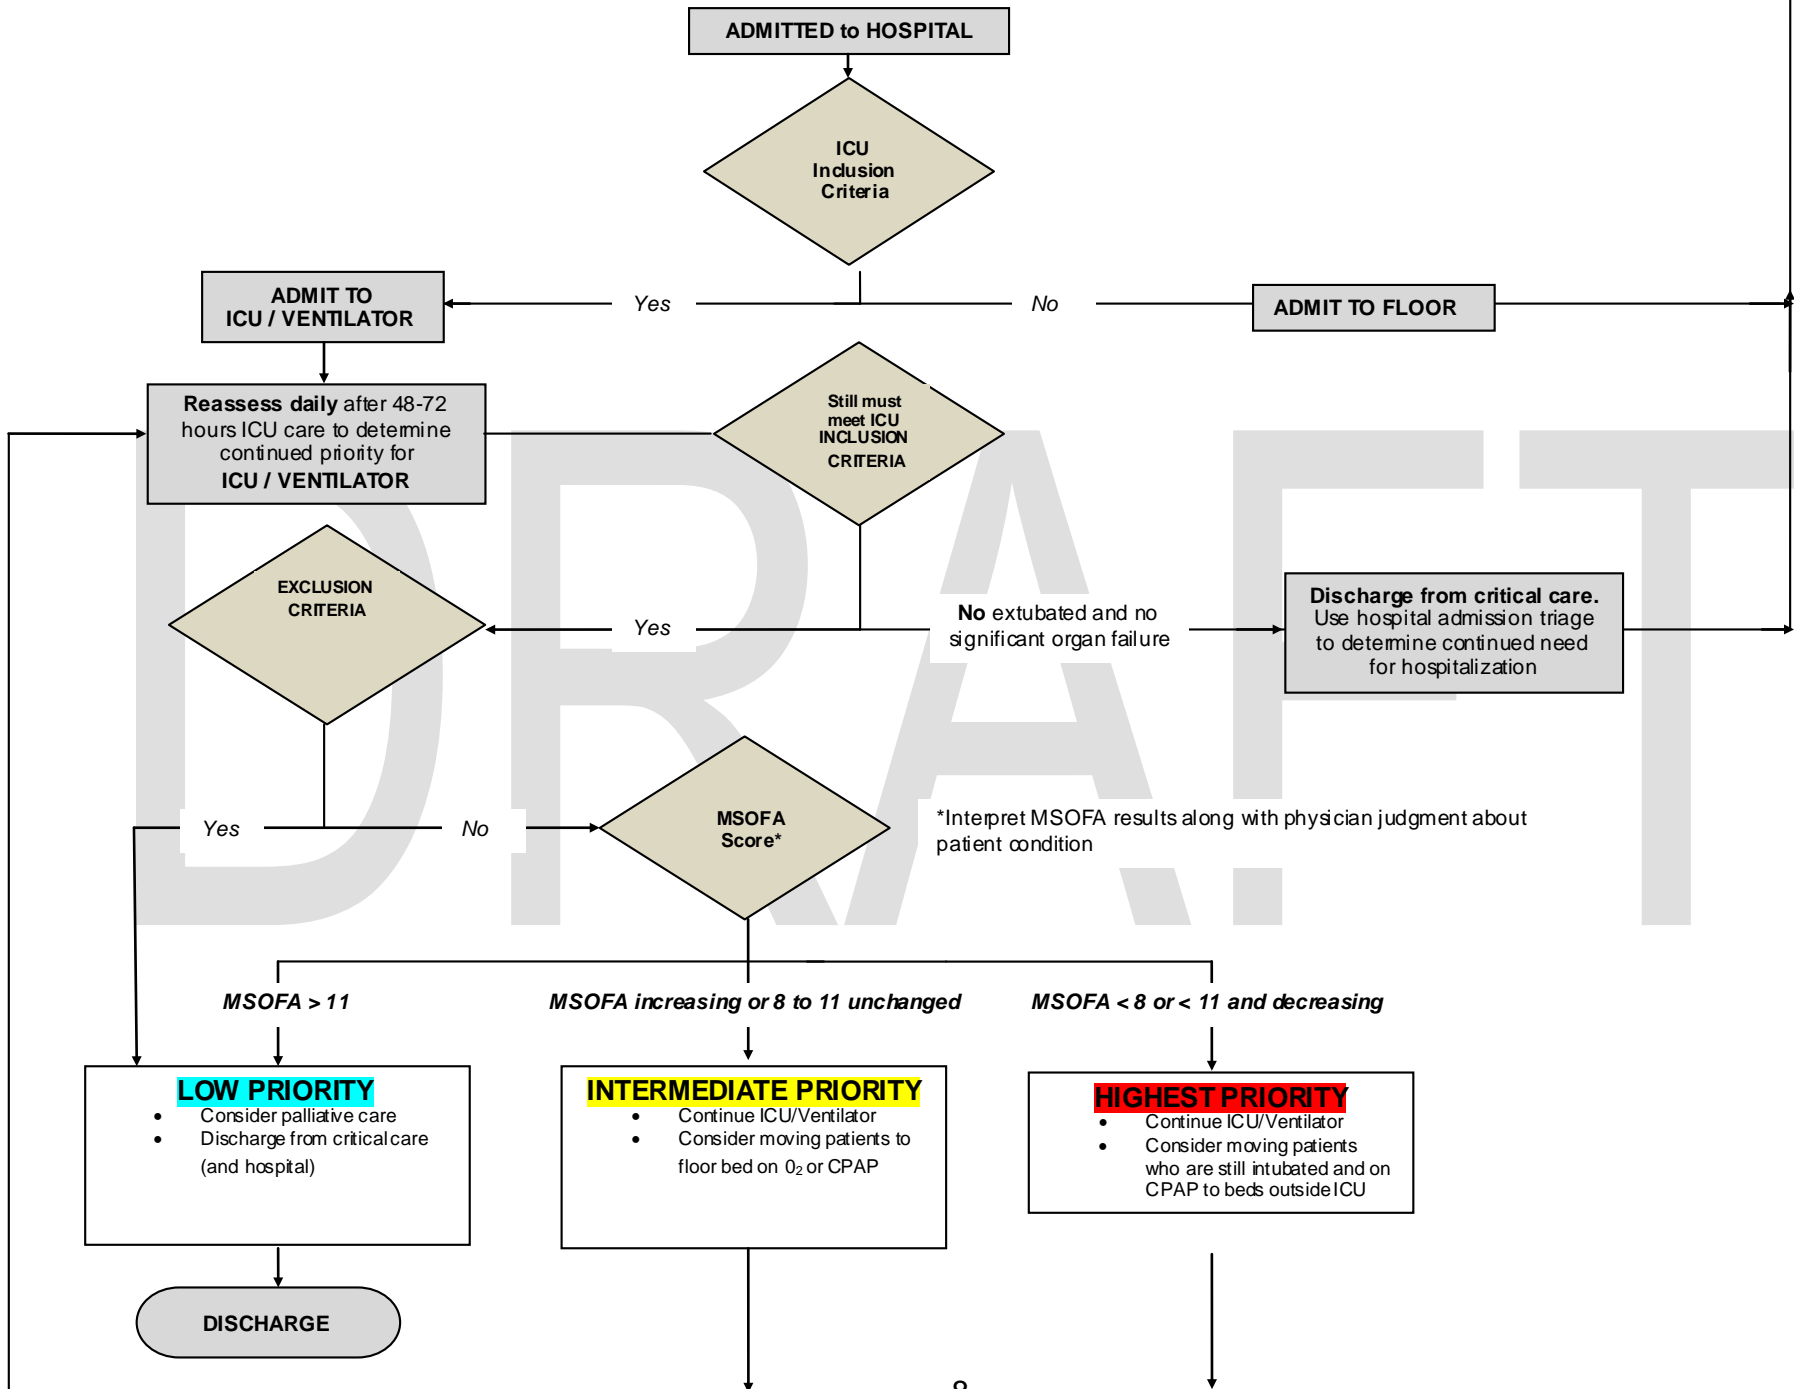 ADMITTED to HOSPITAL
ICU
Inclusion
Criteria
ADMIT TO
ICU / VENTILATOR
Yes
No
ADMIT TO FLOOR
Reassess daily after 48-72
hours ICU care to determine
continued priority for
ICU / VENTILATOR
Still must
meet ICU
INCLUSION
CRITERIA
EXCLUSION
CRITERIA
Yes
No extubated and no
significant organ failure
Discharge from critical care.
Use hospital admission triage
to determine continued need
for hospitalization
DRAFT
Yes
No
MSOFA
Score*
*Interpret MSOFA results along with physician judgment about
patient condition
MSOFA > 11
MSOFA increasing or 8 to 11 unchanged
MSOFA < 8 or < 11 and decreasing
LOW PRIORITY
• Consider palliative care
• Discharge from critical care
(and hospital)
INTERMEDIATE PRIORITY
• Continue ICU/Ventilator
• Consider moving patients to
floor bed on 0₂ or CPAP
HIGHEST PRIORITY
• Continue ICU/Ventilator
• Consider moving patients
who are still intubated and on
CPAP to beds outside ICU
DISCHARGE